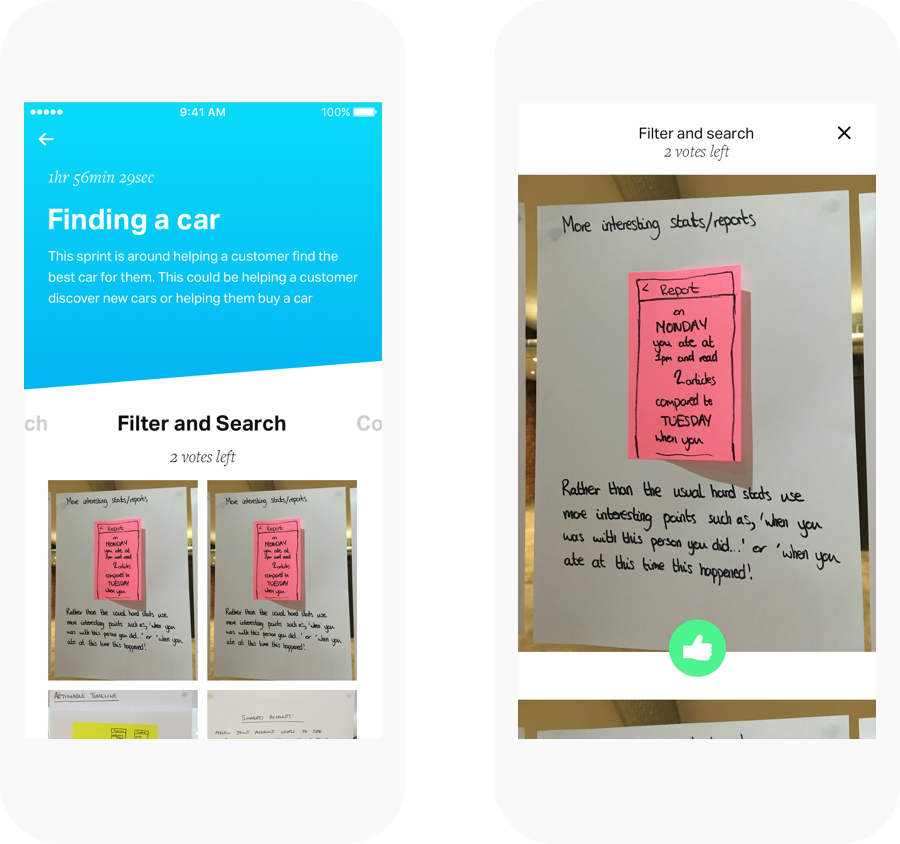 9:41 AM
100%
1hr 56min 29sec
Finding a car
This sprint is around helping a customer find the
best car for them. This could be helping a customer
discover new cars or helping them buy a car
ch
Filter and Search
Co
2 votes left
More interesting stats/reports
< Report
on
MONDAY
you ate at
1pm and read
2 articles
compared to
TUESDAY
when you
Rather than the usual hard stats use
more interesting points such as, 'when you
was with this person you did...' or 'when you
ate at this time this happened!
More interesting stats/reports
< Report
on
MONDAY
you ate at
1pm and read
2 articles
compared to
TUESDAY
when you
Rather than the usual hard stats use
more interesting points such as, 'when you
was with this person you did...' or 'when you
ate at this time this happened!
ACTIONABLE TIMELINE
SHARED ACCOUNT:
ALLOW JOINT ACCOUNT USERS TO SEE
Filter and search
2 votes left
More interesting stats/reports
< Report
on
MONDAY
you ate at
1pm and read
2 articles
compared to
TUESDAY
when you
Rather than the usual hard stats use
more interesting points such as, 'when you
was with this person you did...' or 'when you
ate at this time this happened!